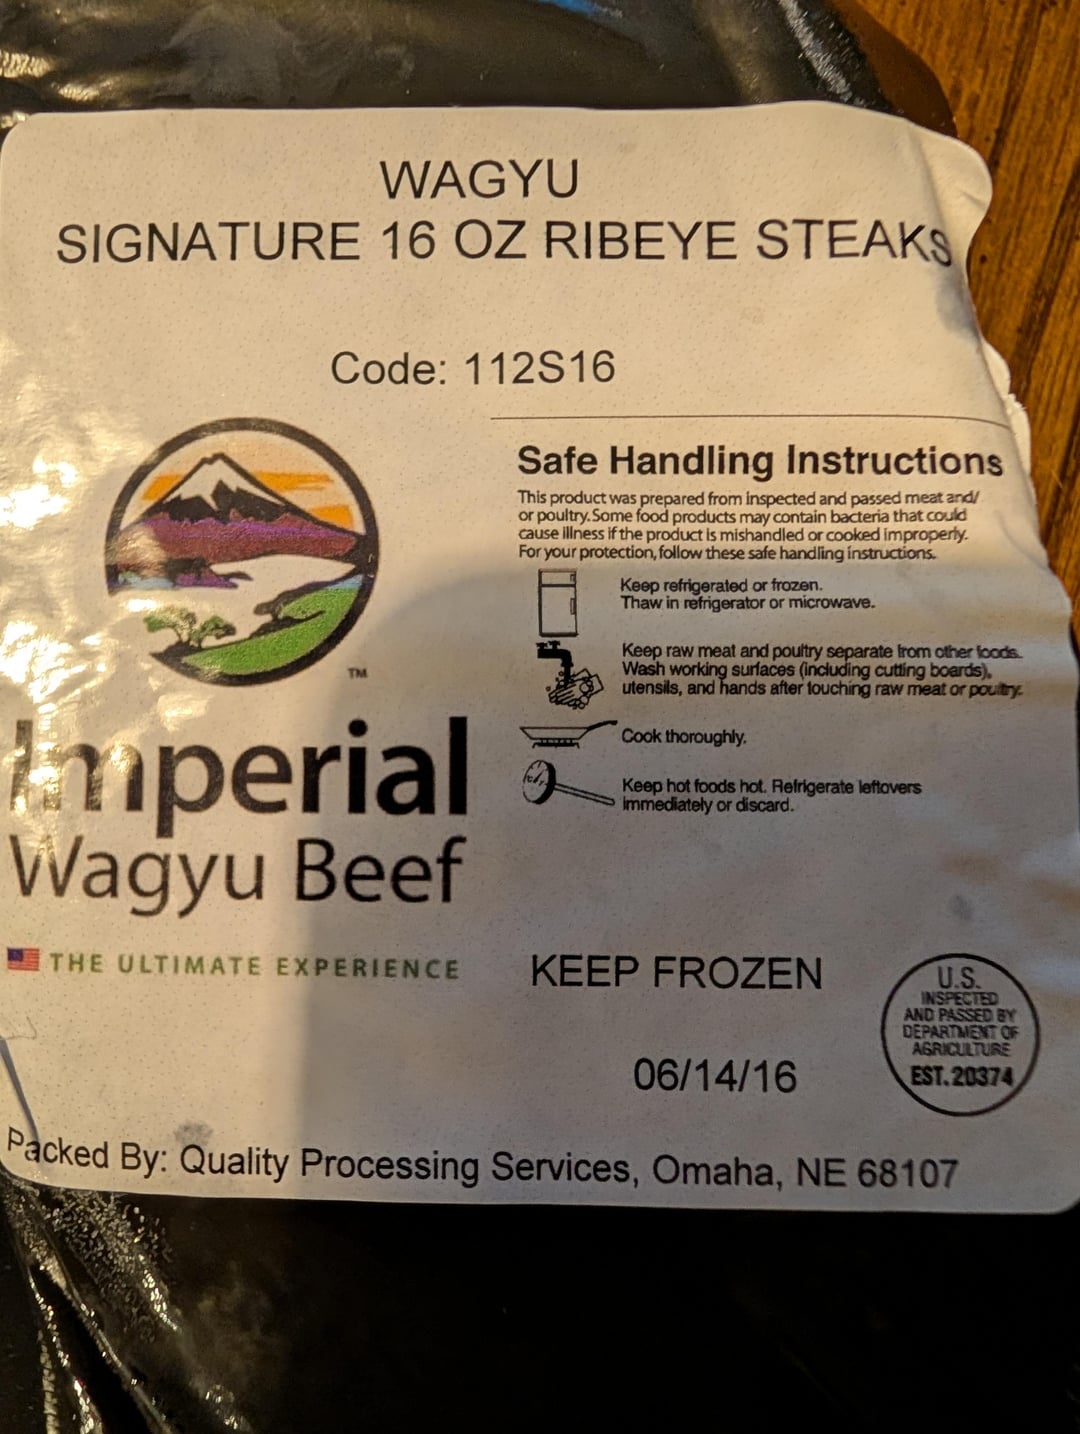 WAGYU
SIGNATURE 16 OZ RIBEYE STEAKS
Code: 112S16
Safe Handling Instructions
This product was prepared from inspected and passed meat and/
or poultry. Some food products may contain bacteria that could
cause illness if the product is mishandled or cooked improperly.
For your protection, follow these safe handling instructions.
Keep refrigerated or frozen.
Thaw in refrigerator or microwave.
Keep raw meat and poultry separate from other foods.
Wash working surfaces (including cutting boards),
utensils, and hands after touching raw meat or poultry.
Cook thoroughly.
Keep hot foods hot. Refrigerate leftovers
immediately or discard.
TM
Imperial
Wagyu Beef
THE ULTIMATE EXPERIENCE
KEEP FROZEN
06/14/16
U.S.
INSPECTED
AND PASSED BY
DEPARTMENT OF
AGRICULTURE
EST. 20374
Packed By: Quality Processing Services, Omaha, NE 68107